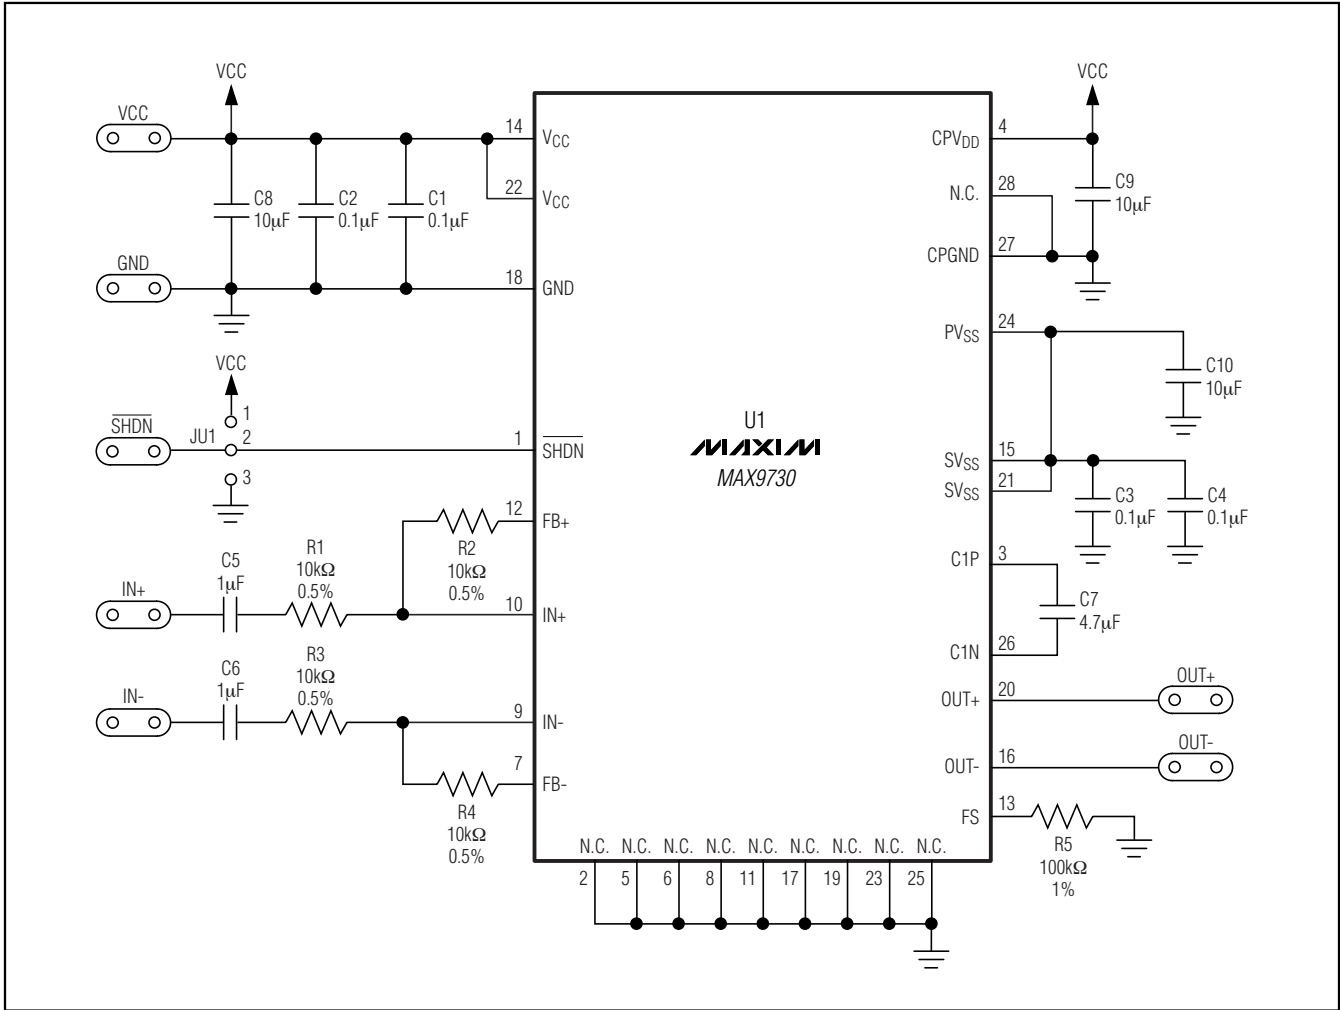 VCC
VCC
VCC
14
VCC
CPVDD
4
C8
10µF
C2
0.1µF
C1
0.1µF
22
VCC
N.C.
28
C9
10µF
GND
18
GND
CPGND
27
PVSS
24
C10
10µF
VCC
SHDN
JU1
1
2
3
1
SHDN
U1
MAXIM
MAX9730
SVSS
15
SVSS
21
C3
0.1µF
C4
0.1µF
12
FB+
R2
10kΩ
0.5%
C5
1µF
R1
10kΩ
0.5%
IN+
10
IN+
C1P
3
C7
4.7µF
C1N
26
C6
1µF
R3
10kΩ
0.5%
IN-
9
IN-
OUT+
20
OUT+
7
FB-
R4
10kΩ
0.5%
OUT-
16
OUT-
FS
13
R5
100kΩ
1%
N.C. N.C. N.C. N.C. N.C. N.C. N.C. N.C. N.C.
2 5 6 8 11 17 19 23 25